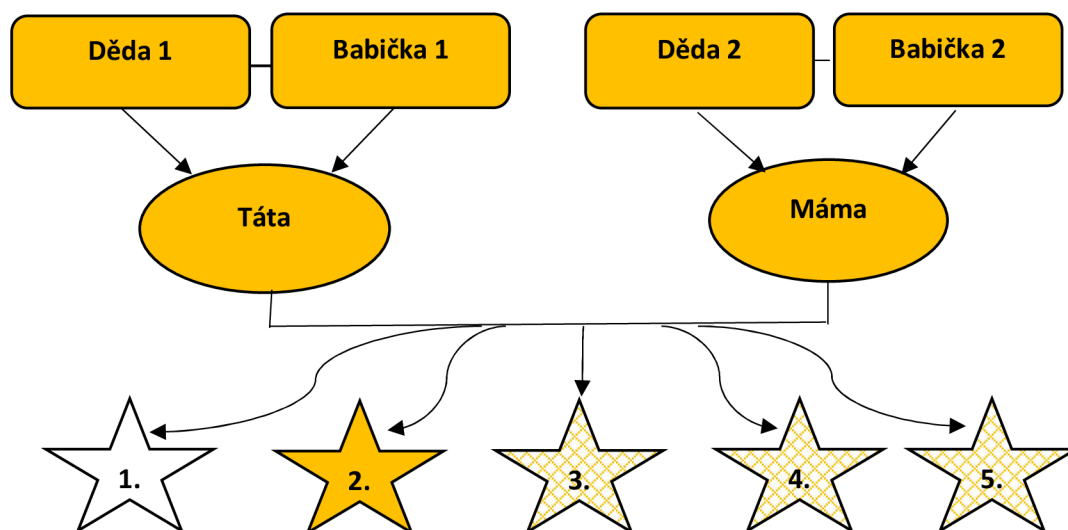 Děda 1
Babička 1
Děda 2
Babička 2
Táta
Máma
1.
2.
3.
4.
5.